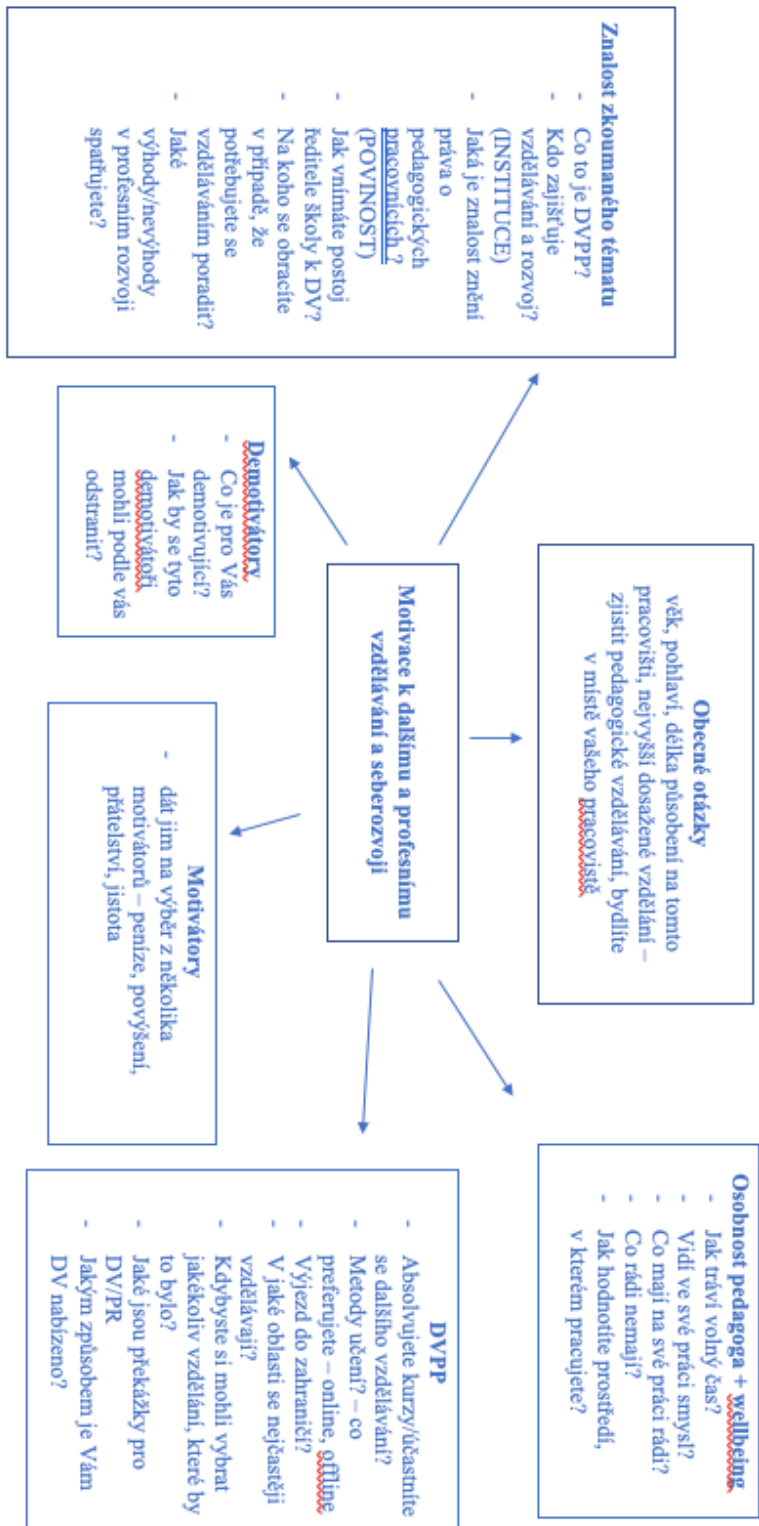 Znalost zkoumaného tématu
- Co to je DVPP?
- Kdo zajišťuje
vzdělávání a rozvoj?
(INSTITUCE)
- Jaká je znalost znění
práva o
pedagogických
pracovnících ?
(POVINOST)
- Jak vnímáte postoj
ředitele školy k DV?
- Na koho se obracíte
v případě, že
potřebujete se
vzděláváním poradit?
- Jaké
výhody/nevýhody
v profesním rozvoji
spatřujete?
Obecné otázky
věk, pohlaví, délka působení na tomto
pracovišti, nejvyšší dosažené vzdělání –
zjistit pedagogické vzdělávání, bydlíte
v místě vašeho pracovistě
Osobnost pedagoga + wellbeing
- Jak tráví volný čas?
- Vidí ve své práci smysl?
- Co mají na své práci rádi?
- Co rádi nemají?
- Jak hodnotíte prostředí,
v kterém pracujete?
Motivace k dalšímu a profesnímu
vzdělávání a seberozvoji
Demotivátory
- Co je pro Vás
demotivující?
- Jak by se tyto
demotivátoři
mohli podle vás
odstranit?
Motivátory
- dát jim na výběr z několika
motivátorů – peníze, povýšení,
přátelství, jistota
DVPP
- Absolvujete kurzy/účastníte
se dalšího vzdělávání?
- Metody učení? – co
preferujete – online, offline
- Výjezd do zahraničí?
- V jaké oblasti se nejčastěji
vzdělávají?
- Kdybyste si mohli vybrat
jakékoliv vzdělání, které by
to bylo?
- Jaké jsou překážky pro
DV/PR
- Jakým způsobem je Vám
DV nabízeno?